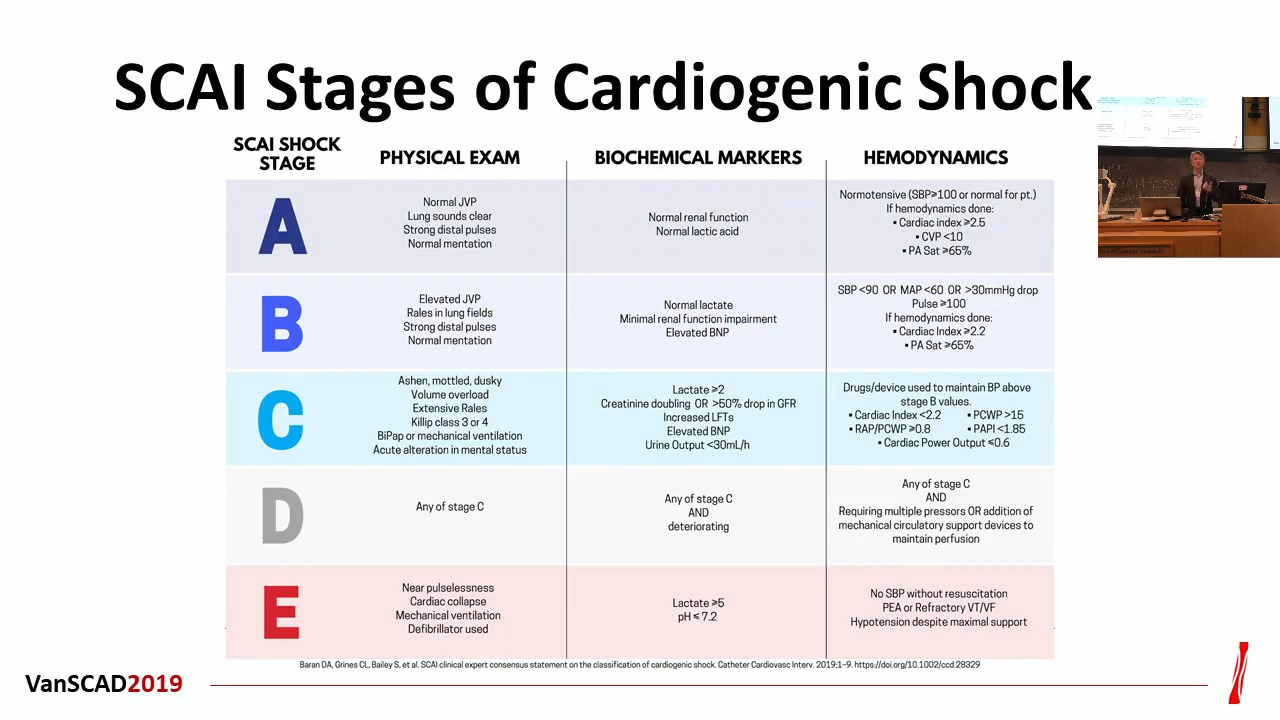 SCAI Stages of Cardiogenic Shock
SCAI SHOCK
STAGE
PHYSICAL EXAM
BIOCHEMICAL MARKERS
HEMODYNAMICS
A
Normal JVP
Lung sounds clear
Strong distal pulses
Normal mentation
Normal renal function
Normal lactic acid
Normotensive (SBP≥100 or normal for pt.)
If hemodynamics done:
▪ Cardiac index ≥2.5
▪ CVP <10
▪ PA Sat ≥65%
B
Elevated JVP
Rales in lung fields
Strong distal pulses
Normal mentation
Normal lactate
Minimal renal function impairment
Elevated BNP
SBP <90 OR MAP <60 OR >30mmHg drop
Pulse ≥100
If hemodynamics done:
▪ Cardiac Index ≥2.2
▪ PA Sat ≥65%
C
Ashen, mottled, dusky
Volume overload
Extensive Rales
Killip class 3 or 4
BiPap or mechanical ventilation
Acute alteration in mental status
Lactate ≥2
Creatinine doubling OR >50% drop in GFR
Increased LFTs
Elevated BNP
Urine Output <30mL/h
Drugs/device used to maintain BP above
stage B values.
▪ Cardiac Index <2.2 ▪ PCWP >15
▪ RAP/PCWP ≥0.8 ▪ PAPI <1.85
▪ Cardiac Power Output ≤0.6
D
Any of stage C
Any of stage C
AND
deteriorating
Any of stage C
AND
Requiring multiple pressors OR addition of
mechanical circulatory support devices to
maintain perfusion
E
Near pulselessness
Cardiac collapse
Mechanical ventilation
Defibrillator used
Lactate ≥5
pH ≤ 7.2
No SBP without resuscitation
PEA or Refractory VT/VF
Hypotension despite maximal support
Baran DA, Grines CL, Bailey S, et al. SCAI clinical expert consensus statement on the classification of cardiogenic shock. Catheter Cardiovasc Interv. 2019;1–9. https://doi.org/10.1002/ccd.28329
VanSCAD2019